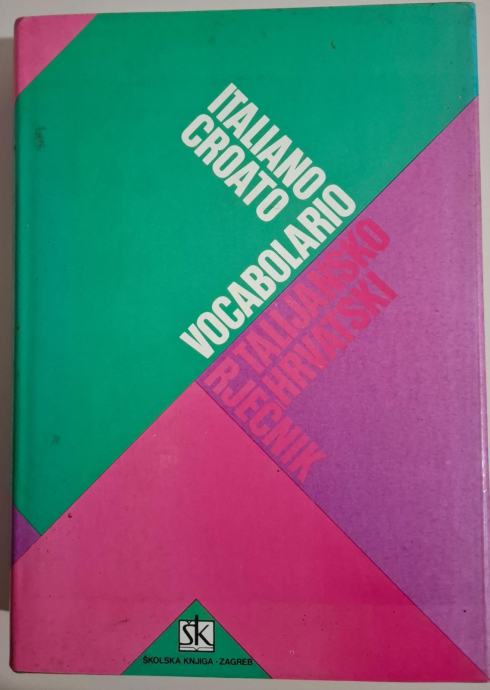 ITALIANO
CROATO
VOCABOLARIO
TALIJANSKO
HRVATSKI
RJEČNIK
ŠK
ŠKOLSKA KNJIGA - ZAGREB